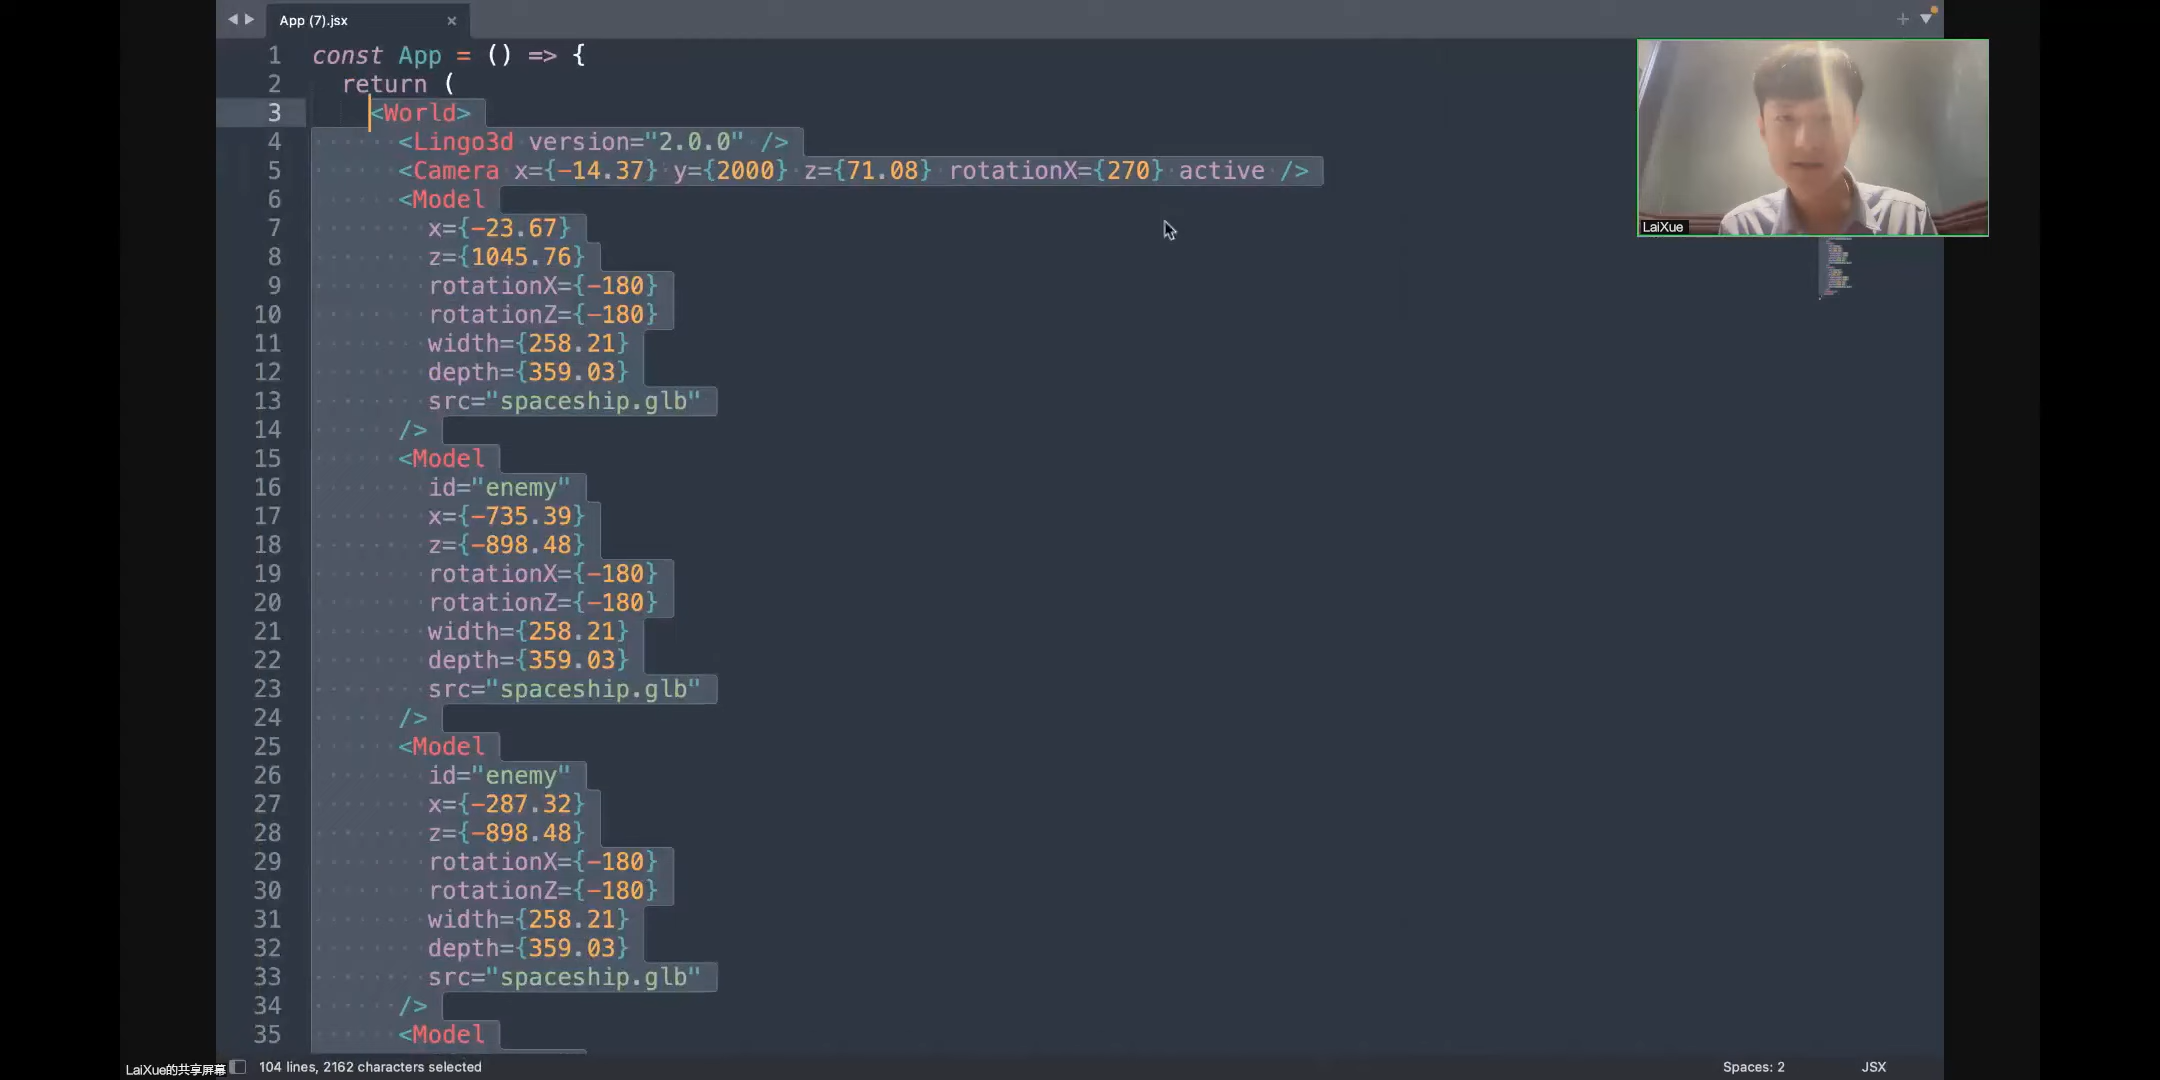 App (7).jsx
LaiXue
1 const App = () => {
2 return (
3 <World>
4 <Lingo3d version="2.0.0" />
5 <Camera x={-14.37} y={2000} z={71.08} rotationX={270} active />
6 <Model
7 x={-23.67}
8 z={1045.76}
9 rotationX={-180}
10 rotationZ={-180}
11 width={258.21}
12 depth={359.03}
13 src="spaceship.glb"
14 />
15 <Model
16 id="enemy"
17 x={-735.39}
18 z={-898.48}
19 rotationX={-180}
20 rotationZ={-180}
21 width={258.21}
22 depth={359.03}
23 src="spaceship.glb"
24 />
25 <Model
26 id="enemy"
27 x={-287.32}
28 z={-898.48}
29 rotationX={-180}
30 rotationZ={-180}
31 width={258.21}
32 depth={359.03}
33 src="spaceship.glb"
34 />
35 <Model
LaiXue的共享屏幕 104 lines, 2162 characters selected Spaces: 2 JSX